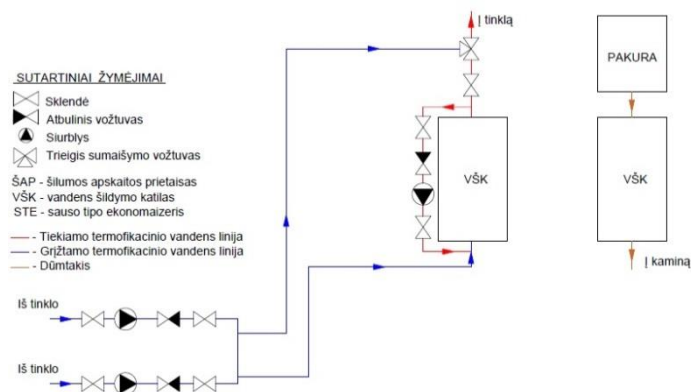 Į tinklą
PAKURA
SUTARTINIAI ŽYMĖJIMAI
Sklendė
Atbulinis vožtuvas
Siurblys
Trieigis sumaišymo vožtuvas
ŠAP - šilumos apskaitos prietaisas
VŠK - vandens šildymo katilas
STE - sauso tipo ekonomaizeris
- Tiekiamo termofikacinio vandens linija
- Grįžtamo termofikacinio vandens linija
- Dūmtakis
VŠK
VŠK
Į kaminą
Iš tinklo
Iš tinklo